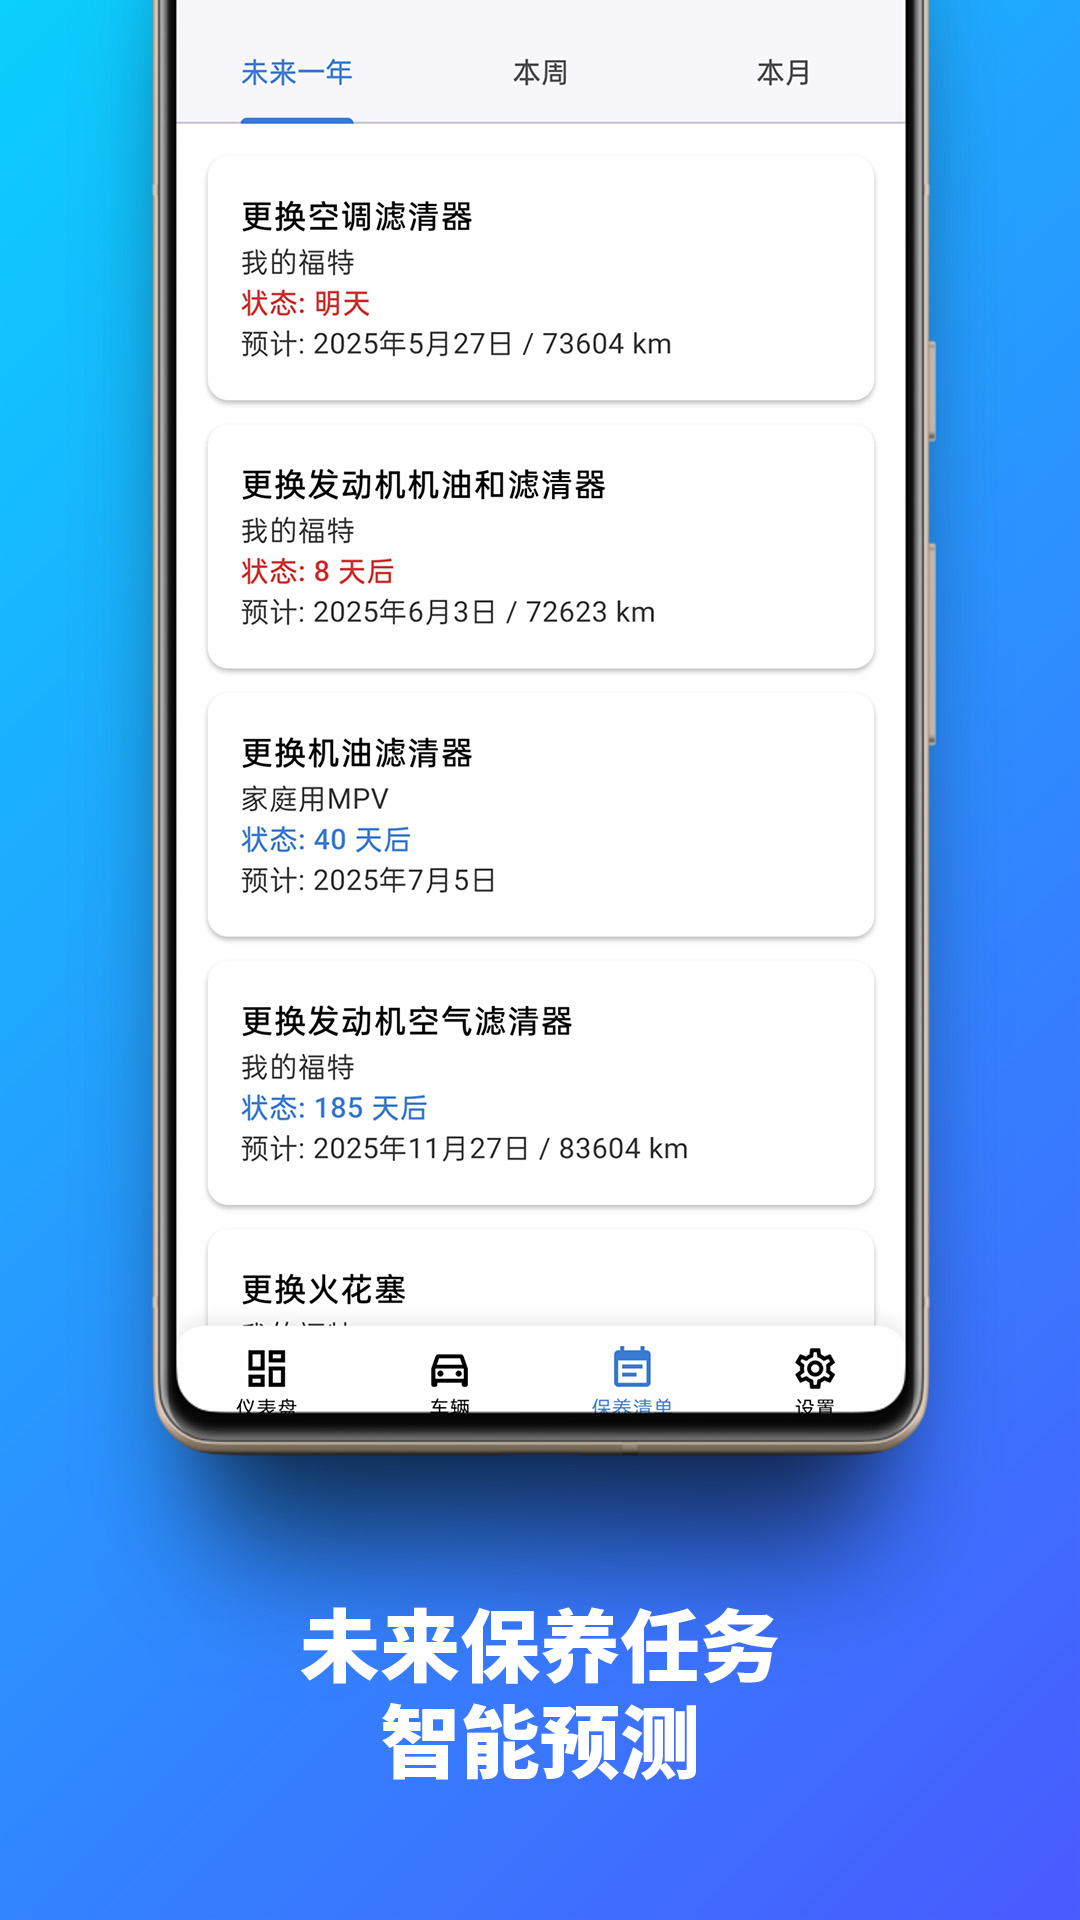 未来一年
本周
本月
更换空调滤清器
我的福特
状态: 明天
预计: 2025年5月27日 / 73604 km
更换发动机机油和滤清器
我的福特
状态: 8 天后
预计: 2025年6月3日 / 72623 km
更换机油滤清器
家庭用MPV
状态: 40 天后
预计: 2025年7月5日
更换发动机空气滤清器
我的福特
状态: 185 天后
预计: 2025年11月27日 / 83604 km
更换火花塞
我的福特
仪表盘
车辆
保养清单
设置
未来保养任务
智能预测